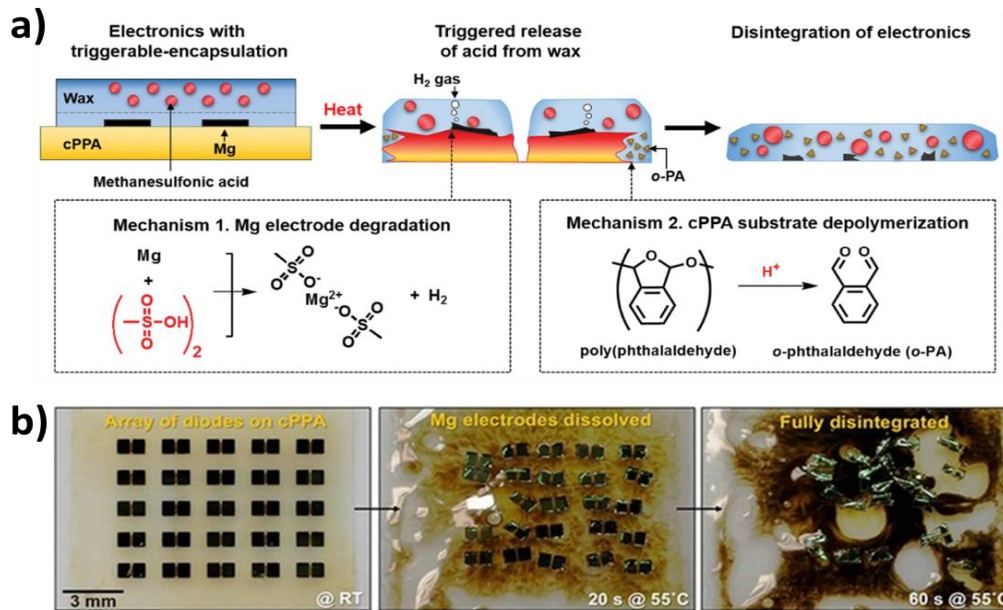 a)
Electronics with
triggerable-encapsulation
Triggered release
of acid from wax
Disintegration of electronics
H2 gas
Wax
Heat
cPPA
Mg
o-PA
Methanesulfonic acid
Mechanism 1. Mg electrode degradation
Mg
+
( S OH )2
O
O
O
S
O
O-
Mg2+
-O
O
S
O
+ H2
Mechanism 2. cPPA substrate depolymerization
O
O
H+
O
O
poly(phthalaldehyde)
o-phthalaldehyde (o-PA)
b)
Array of diodes on cPPA
Mg electrodes dissolved
Fully disintegrated
3 mm
@ RT
20 s @ 55°C
60 s @ 55°C